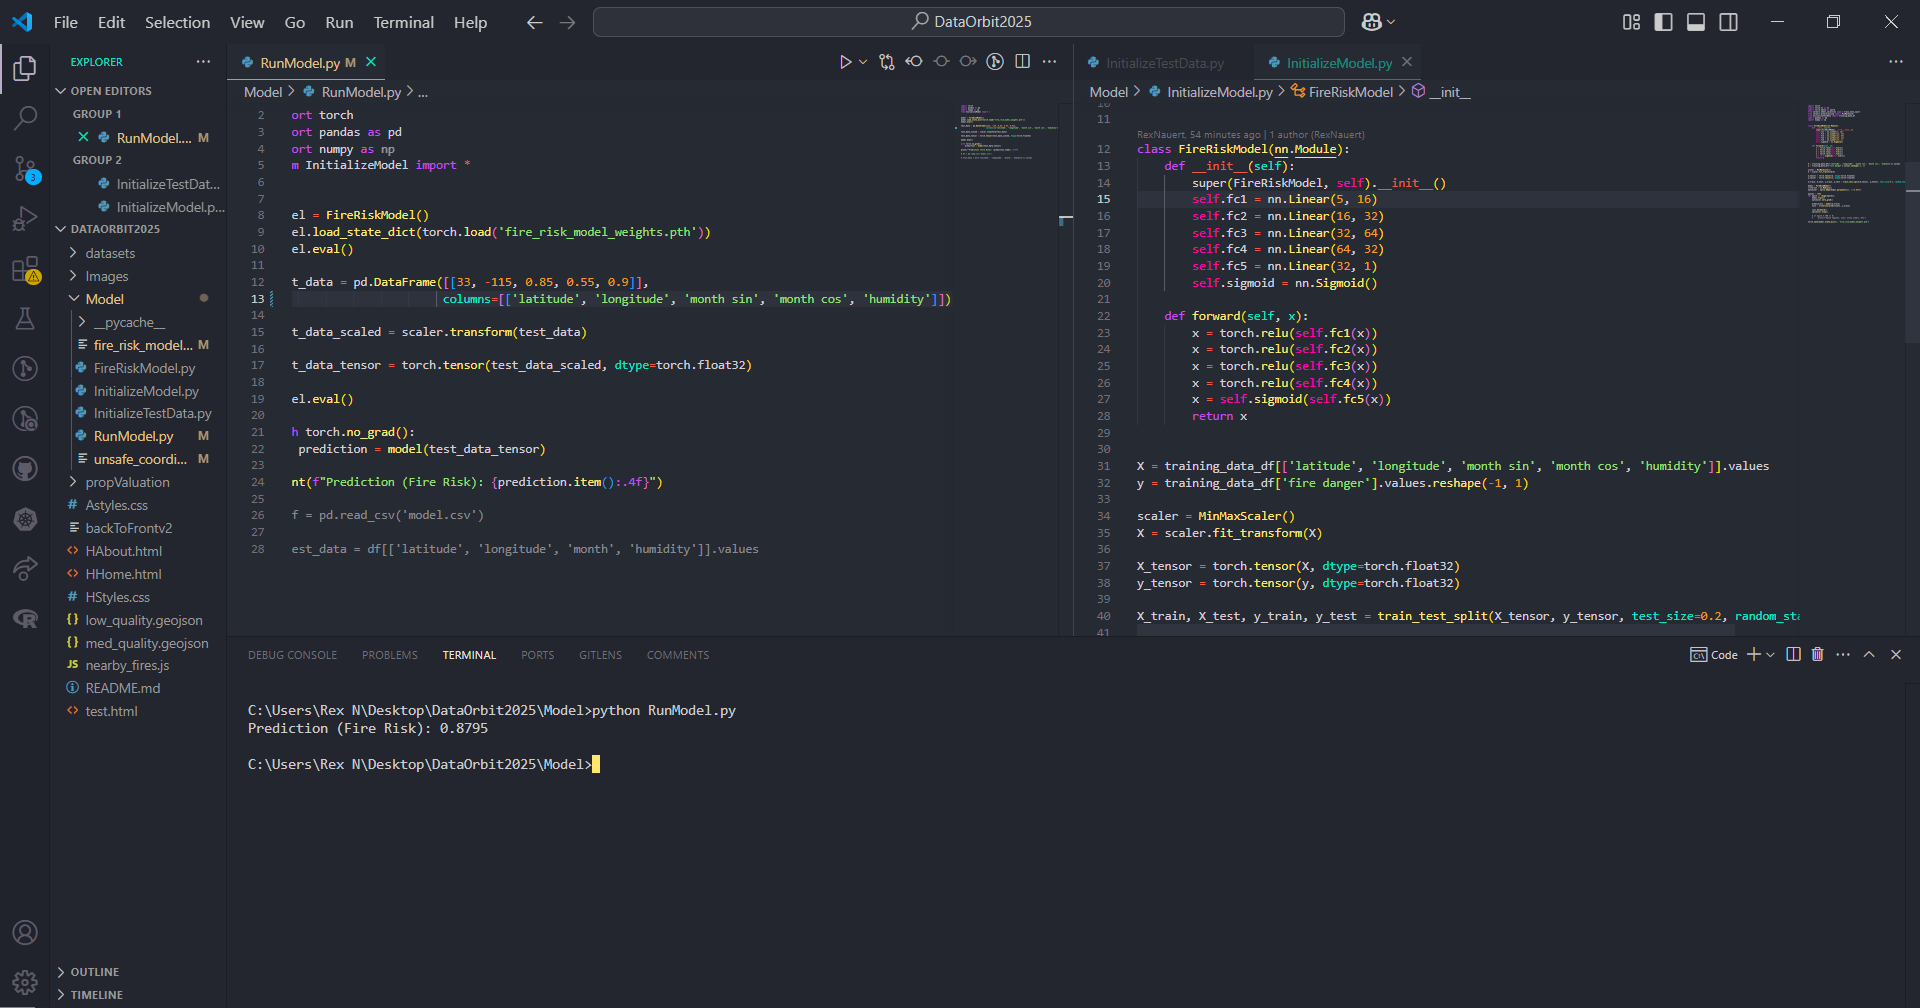 File Edit Selection View Go Run Terminal Help
DataOrbit2025
EXPLORER
OPEN EDITORS
GROUP 1
RunModel.... M
GROUP 2
InitializeTestDat...
InitializeModel.p...
DATAORBIT2025
datasets
Images
Model
__pycache__
fire_risk_model... M
FireRiskModel.py
InitializeModel.py
InitializeTestData.py
RunModel.py M
unsafe_coordi... M
propValuation
Astyles.css
backToFrontv2
HAbout.html
HHome.html
HStyles.css
low_quality.geojson
med_quality.geojson
nearby_fires.js
README.md
test.html
OUTLINE
TIMELINE
3
RunModel.py M
Model > RunModel.py > ...
2 ort torch
3 ort pandas as pd
4 ort numpy as np
5 m InitializeModel import *
6
7
8 el = FireRiskModel()
9 el.load_state_dict(torch.load('fire_risk_model_weights.pth'))
10 el.eval()
11
12 t_data = pd.DataFrame([[33, -115, 0.85, 0.55, 0.9]],
13 columns=[['latitude', 'longitude', 'month sin', 'month cos', 'humidity']])
14
15 t_data_scaled = scaler.transform(test_data)
16
17 t_data_tensor = torch.tensor(test_data_scaled, dtype=torch.float32)
18
19 el.eval()
20
21 h torch.no_grad():
22 prediction = model(test_data_tensor)
23
24 nt(f"Prediction (Fire Risk): {prediction.item():.4f}")
25
26 f = pd.read_csv('model.csv')
27
28 est_data = df[['latitude', 'longitude', 'month', 'humidity']].values
InitializeTestData.py
InitializeModel.py
Model > InitializeModel.py > FireRiskModel > __init__
10
11
RexNauert, 54 minutes ago | 1 author (RexNauert)
12 class FireRiskModel(nn.Module):
13 def __init__(self):
14 super(FireRiskModel, self).__init__()
15 self.fc1 = nn.Linear(5, 16)
16 self.fc2 = nn.Linear(16, 32)
17 self.fc3 = nn.Linear(32, 64)
18 self.fc4 = nn.Linear(64, 32)
19 self.fc5 = nn.Linear(32, 1)
20 self.sigmoid = nn.Sigmoid()
21
22 def forward(self, x):
23 x = torch.relu(self.fc1(x))
24 x = torch.relu(self.fc2(x))
25 x = torch.relu(self.fc3(x))
26 x = torch.relu(self.fc4(x))
27 x = self.sigmoid(self.fc5(x))
28 return x
29
30
31 X = training_data_df[['latitude', 'longitude', 'month sin', 'month cos', 'humidity']].values
32 y = training_data_df['fire danger'].values.reshape(-1, 1)
33
34 scaler = MinMaxScaler()
35 X = scaler.fit_transform(X)
36
37 X_tensor = torch.tensor(X, dtype=torch.float32)
38 y_tensor = torch.tensor(y, dtype=torch.float32)
39
40 X_train, X_test, y_train, y_test = train_test_split(X_tensor, y_tensor, test_size=0.2, random_sta
41
DEBUG CONSOLE PROBLEMS TERMINAL PORTS GITLENS COMMENTS
Code
C:\Users\Rex N\Desktop\DataOrbit2025\Model>python RunModel.py
Prediction (Fire Risk): 0.8795
C:\Users\Rex N\Desktop\DataOrbit2025\Model>